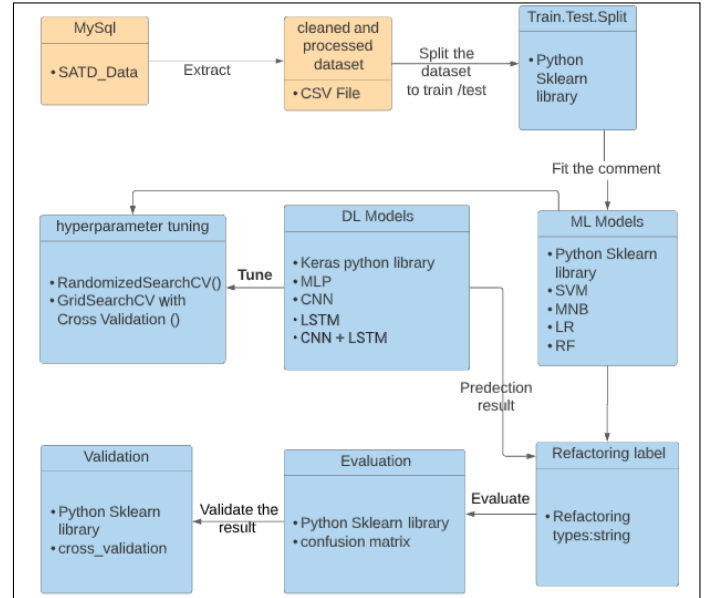 MySql
• SATD_Data
Extract
cleaned and
processed
dataset
• CSV File
Split the
dataset
to train /test
Train.Test.Split
• Python
Sklearn
library
Fit the comment
hyperparameter tuning
• RandomizedSearchCV()
• GridSearchCV with
Cross Validation ()
Tune
DL Models
• Keras python library
• MLP
• CNN
• LSTM
• CNN + LSTM
ML Models
• Python Sklearn
library
• SVM
• MNB
• LR
• RF
Predection
result
Validation
• Python Sklearn
library
• cross_validation
Validate the
result
Evaluation
• Python Sklearn library
• confusion matrix
Evaluate
Refactoring label
• Refactoring
types:string